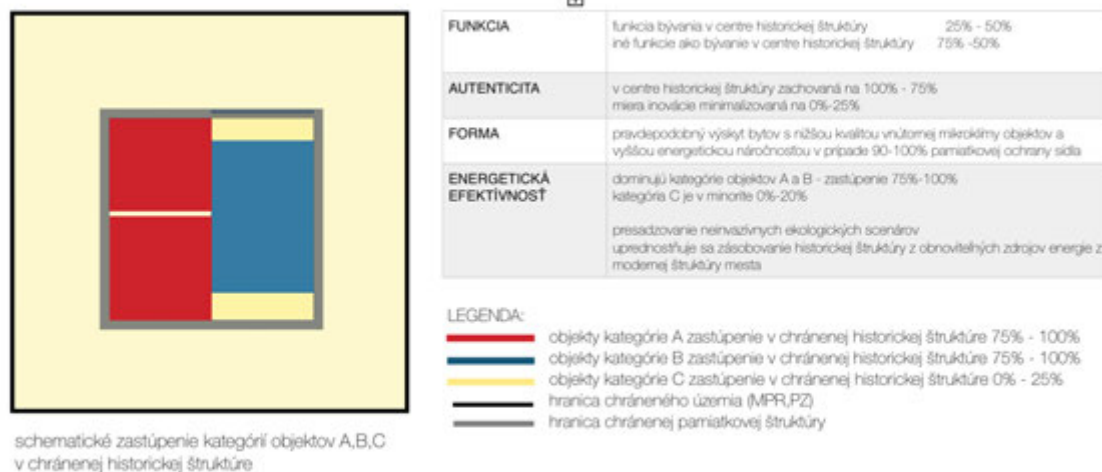 FUNKCIA
funkcia bývania v centre historickej štruktúry 25% - 50%
iné funkcie ako bývanie v centre historickej štruktúry 75% -50%
AUTENTICITA
v centre historickej štruktúry zachovaná na 100% - 75%
miera inovácie minimalizovaná na 0%-25%
FORMA
pravdepodobný výskyt bytov s nižšou kvalitou vnútornej mikroklímy objektov a
vyššou energetickou náročnosťou v prípade 90-100% pamiatkovej ochrany sídla
ENERGETICKÁ
EFEKTÍVNOSŤ
dominujú kategórie objektov A a B - zastúpenie 75%-100%
kategória C je v minorite 0%-20%
presadzovanie neinvazívnych ekologických scenárov
uprednostňuje sa zásobovanie historickej štruktúry z obnoviteľných zdrojov energie z
modernej štruktúry mesta
LEGENDA:
objekty kategórie A zastúpenie v chránenej historickej štruktúre 75% - 100%
objekty kategórie B zastúpenie v chránenej historickej štruktúre 75% - 100%
objekty kategórie C zastúpenie v chránenej historickej štruktúre 0% - 25%
hranica chráneného územia (MPR,PZ)
hranica chránenej pamiatkovej štruktúry
schematické zastúpenie kategórií objektov A,B,C
v chránenej historickej štruktúre